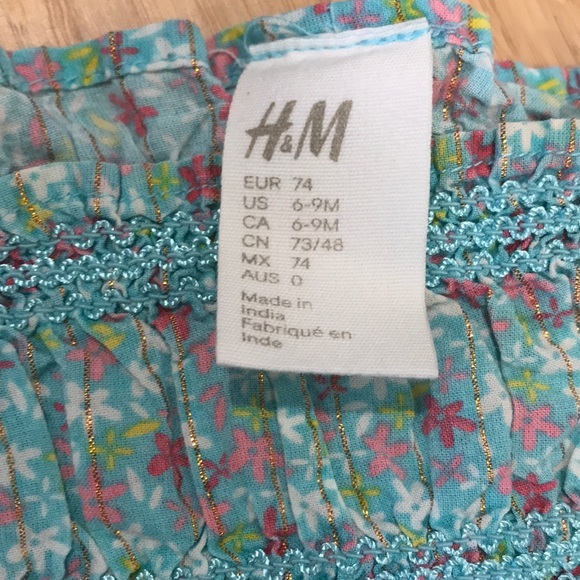 H&M
EUR 74
US 6-9M
CA 6-9M
CN 73/48
MX 74
AUS 0
Made in
India
Fabriqué en
Inde